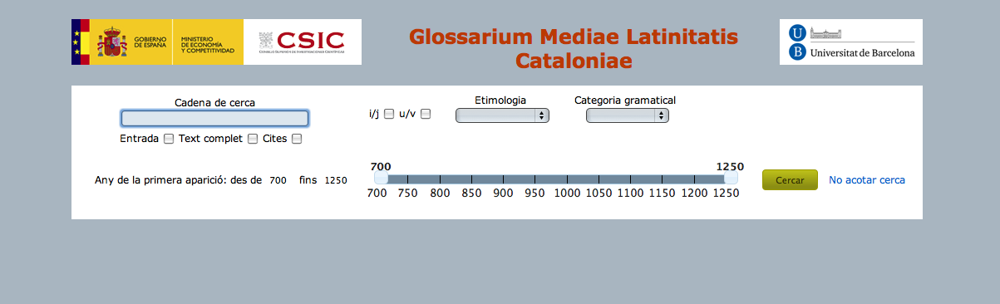 GOBIERNO
DE ESPAÑA
MINISTERIO
DE ECONOMÍA
Y COMPETITIVIDAD
CSIC
CONSEJO SUPERIOR DE INVESTIGACIONES CIENTÍFICAS
Glossarium Mediae Latinitatis
Cataloniae
U
B
Universitat de Barcelona
Cadena de cerca
i/j u/v
Etimologia
Categoria gramatical
Entrada Text complet Cites
700 1250
Any de la primera aparició: des de 700 fins 1250
700 750 800 850 900 950 1000 1050 1100 1150 1200 1250
Cercar
No acotar cerca